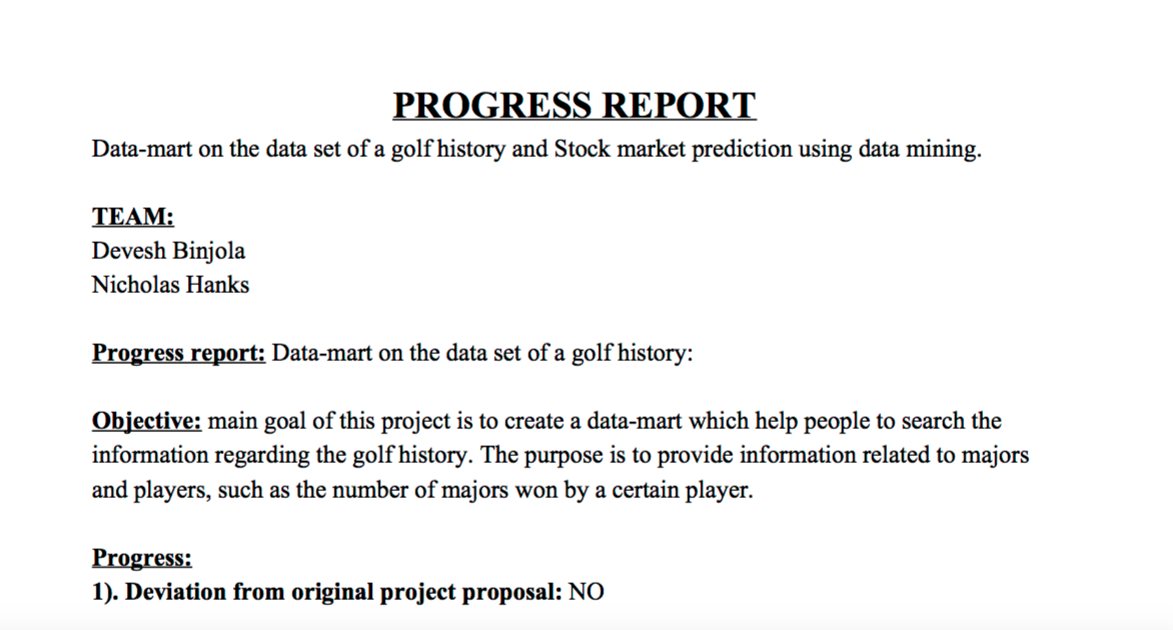 PROGRESS REPORT
Data-mart on the data set of a golf history and Stock market prediction using data mining.
TEAM:
Devesh Binjola
Nicholas Hanks
Progress report: Data-mart on the data set of a golf history:
Objective: main goal of this project is to create a data-mart which help people to search the
information regarding the golf history. The purpose is to provide information related to majors
and players, such as the number of majors won by a certain player.
Progress:
1). Deviation from original project proposal: NO